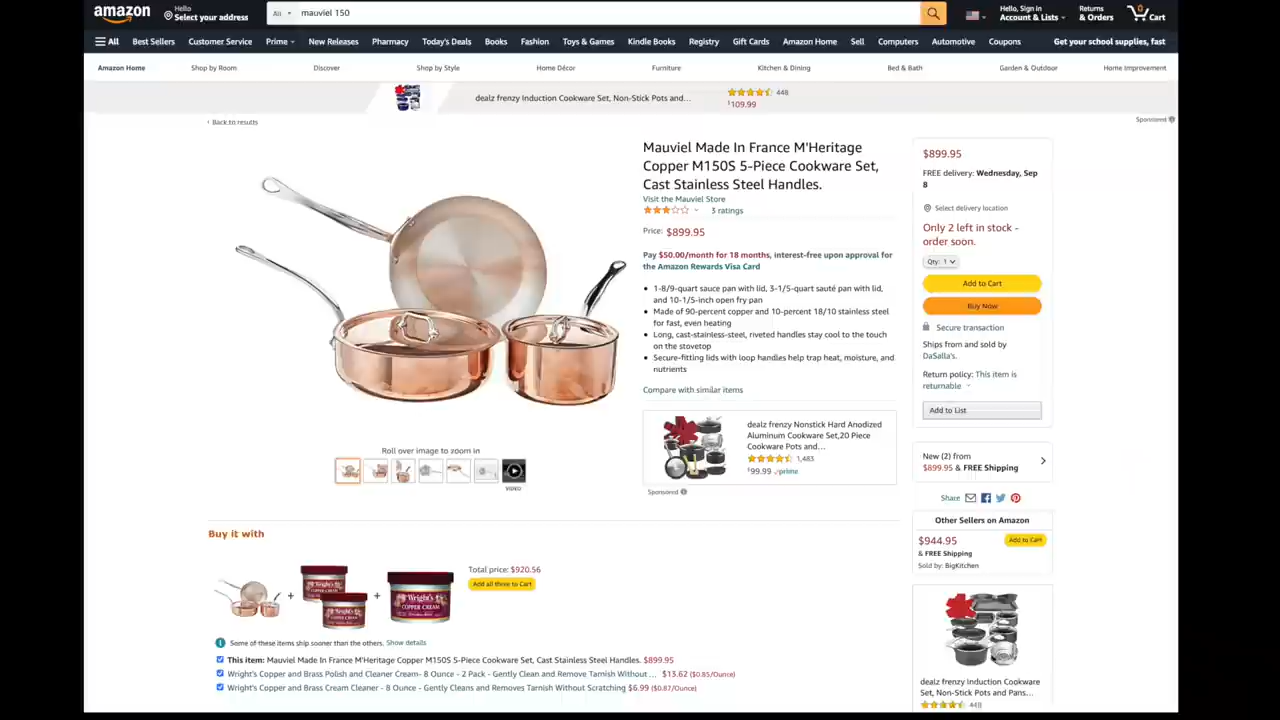 amazon
Hello
Select your address
All
mauviel 150
Hello, Sign in
Account & Lists
Returns
& Orders
0
Cart
All
Best Sellers
Customer Service
Prime
New Releases
Pharmacy
Today's Deals
Books
Fashion
Toys & Games
Kindle Books
Registry
Gift Cards
Amazon Home
Sell
Computers
Automotive
Coupons
Get your school supplies, fast
Amazon Home
Shop by Room
Discover
Shop by Style
Home Décor
Furniture
Kitchen & Dining
Bed & Bath
Garden & Outdoor
Home Improvement
dealz frenzy Induction Cookware Set, Non-Stick Pots and...
448
$109.99
Sponsored
‹ Back to results
Mauviel Made In France M'Heritage
Copper M150S 5-Piece Cookware Set,
Cast Stainless Steel Handles.
Visit the Mauviel Store
3 ratings
Price: $899.95
Pay $50.00/month for 18 months, interest-free upon approval for
the Amazon Rewards Visa Card
• 1-8/9-quart sauce pan with lid, 3-1/5-quart sauté pan with lid,
and 10-1/5-inch open fry pan
• Made of 90-percent copper and 10-percent 18/10 stainless steel
for fast, even heating
• Long, cast-stainless-steel, riveted handles stay cool to the touch
on the stovetop
• Secure-fitting lids with loop handles help trap heat, moisture, and
nutrients
Compare with similar items
dealz frenzy Nonstick Hard Anodized
Aluminum Cookware Set,20 Piece
Cookware Pots and...
1,483
$99.99 prime
Sponsored
Roll over image to zoom in
VIDEO
$899.95
FREE delivery: Wednesday, Sep
8
Select delivery location
Only 2 left in stock -
order soon.
Qty: 1
Add to Cart
Buy Now
Secure transaction
Ships from and sold by
DaSalla's.
Return policy: This item is
returnable
Add to List
New (2) from
$899.95 & FREE Shipping
Share
Other Sellers on Amazon
$944.95
Add to Cart
& FREE Shipping
Sold by: BigKitchen
dealz frenzy Induction Cookware
Set, Non-Stick Pots and Pans...
Buy it with
Wright's
COPPER CREAM
Wright's
COPPER CREAM
Wright's
COPPER CREAM
+
+
Total price: $920.56
Add all three to Cart
Some of these items ship sooner than the others. Show details
This item: Mauviel Made In France M'Heritage Copper M150S 5-Piece Cookware Set, Cast Stainless Steel Handles. $899.95
Wright's Copper and Brass Polish and Cleaner Cream- 8 Ounce - 2 Pack - Gently Clean and Remove Tarnish Without ... $13.62 ($0.85/Ounce)
Wright's Copper and Brass Cream Cleaner - 8 Ounce - Gently Cleans and Removes Tarnish Without Scratching $6.99 ($0.87/Ounce)